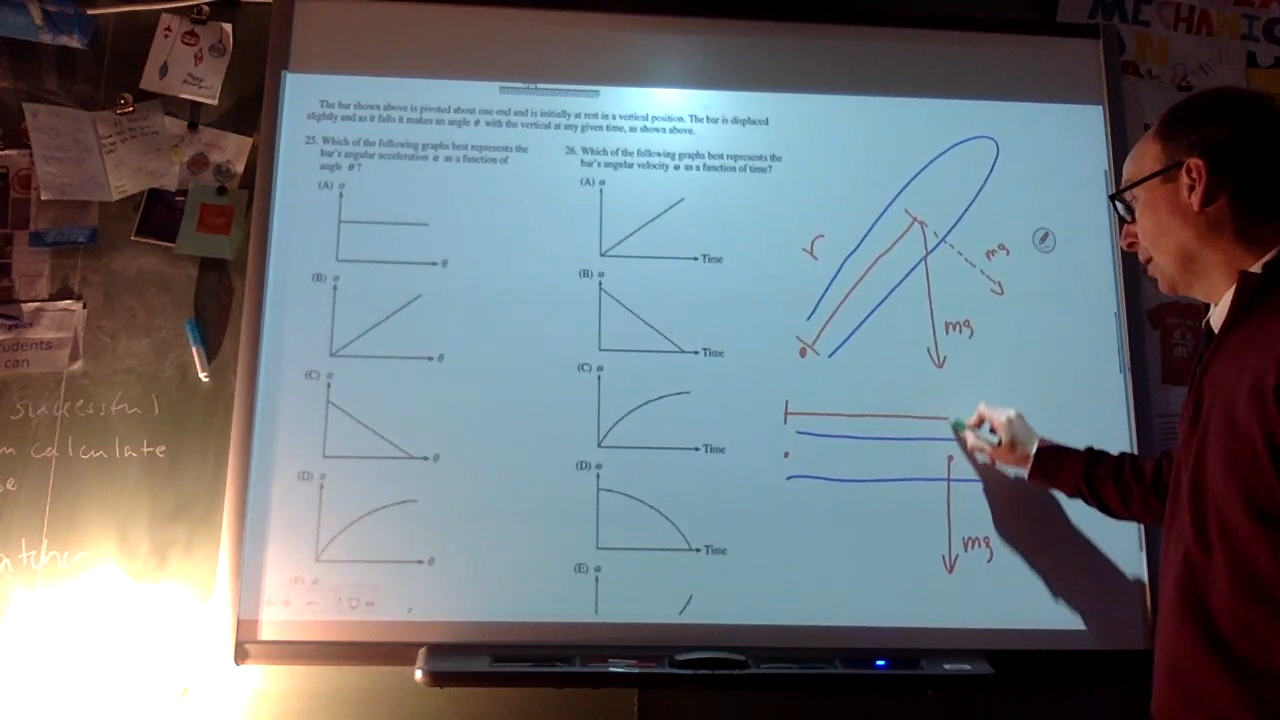 MECHANIC
The bar shown above is pivoted about one end and is initially at rest in a vertical position. The bar is displaced
slightly and as it falls it makes an angle θ with the vertical at any given time, as shown above.
25. Which of the following graphs best represents the
bar's angular acceleration α as a function of
angle θ?
(A) α
θ
(B) α
θ
(C) α
θ
(D) α
θ
(E) α
26. Which of the following graphs best represents the
bar's angular velocity ω as a function of time?
(A) ω
Time
(B) ω
Time
(C) ω
Time
(D) ω
Time
(E) ω
r
mg
mg
mg
udents
can
successful
calculate